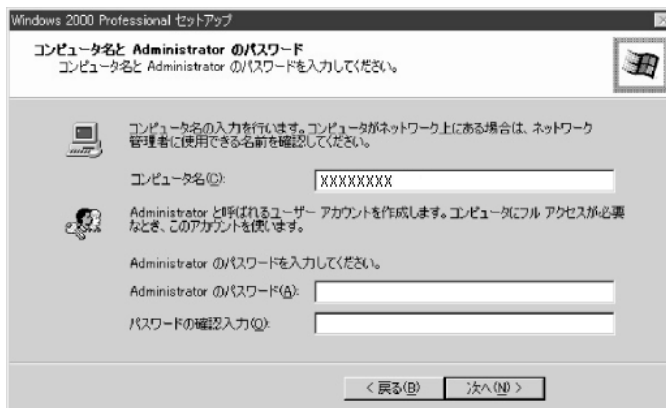 Windows 2000 Professional セットアップ
コンピュータ名と Administrator のパスワード
コンピュータ名と Administrator のパスワードを入力してください。
コンピュータ名の入力を行います。コンピュータがネットワーク上にある場合は、ネットワーク
管理者に使用できる名前を確認してください。
コンピュータ名(C): XXXXXXXX
Administrator と呼ばれるユーザー アカウントを作成します。コンピュータにフル アクセスが必要
なとき、このアカウントを使います。
Administrator のパスワードを入力してください。
Administrator のパスワード(A):
パスワードの確認入力(O):
< 戻る(B) 次へ(N) >